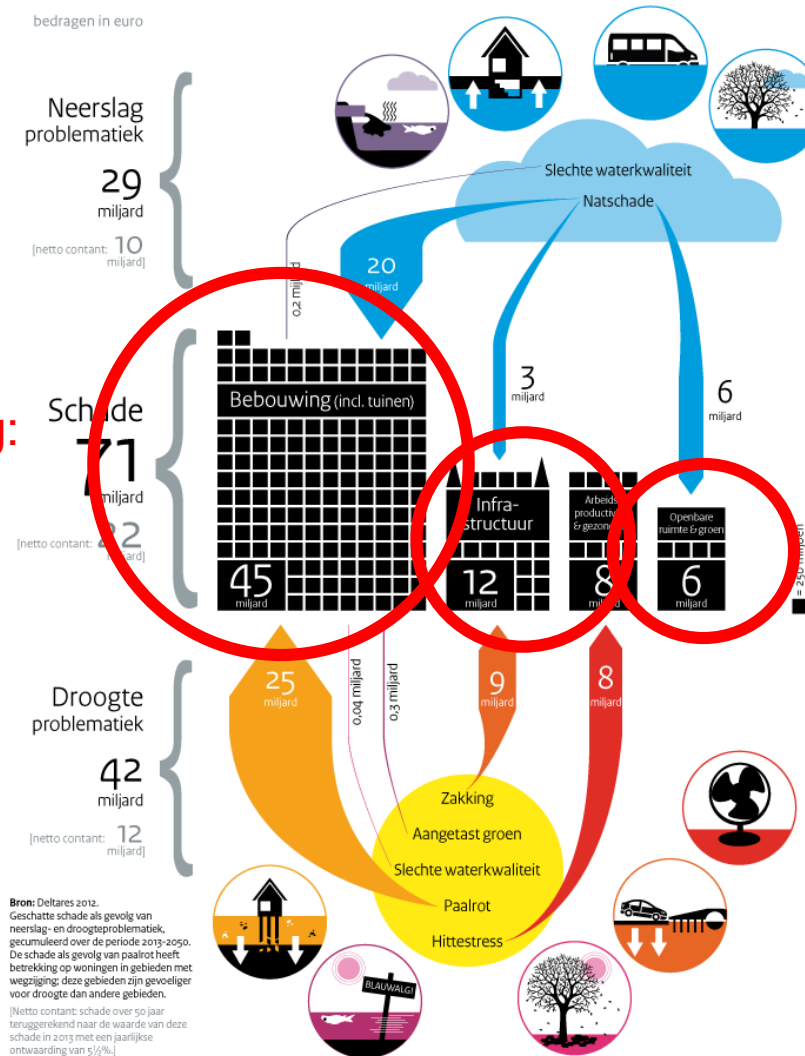 bedragen in euro
Neerslag
problematiek
29
miljard
[netto contant: 10
miljard]
Slechte waterkwaliteit
Natschade
0,2 miljard
20
miljard
3
miljard
6
miljard
g:
Schade
71
miljard
[netto contant: 22
miljard]
Bebouwing (incl. tuinen)
45
miljard
Infra-
structuur
12
miljard
Arbeids
& gezon
8
miljard
Openbare
ruimte & groen
6
miljard
= 250 miljoen
Droogte
problematiek
42
miljard
[netto contant: 12
miljard]
25
miljard
0,04 miljard
0,3 miljard
9
miljard
8
miljard
Zakking
Aangetast groen
Slechte waterkwaliteit
Paalrot
Hittestress
BLAUWALG!
Bron: Deltares 2012.
Geschatte schade als gevolg van
neerslag- en droogteproblematiek,
gecumuleerd over de periode 2013-2050.
De schade als gevolg van paalrot heeft
betrekking op woningen in gebieden met
wegzijging; deze gebieden zijn gevoeliger
voor droogte dan andere gebieden.
[Netto contant: schade over 50 jaar
teruggerekend naar de waarde van deze
schade in 2013 met een jaarlijkse
ontwaarding van 5½%.]